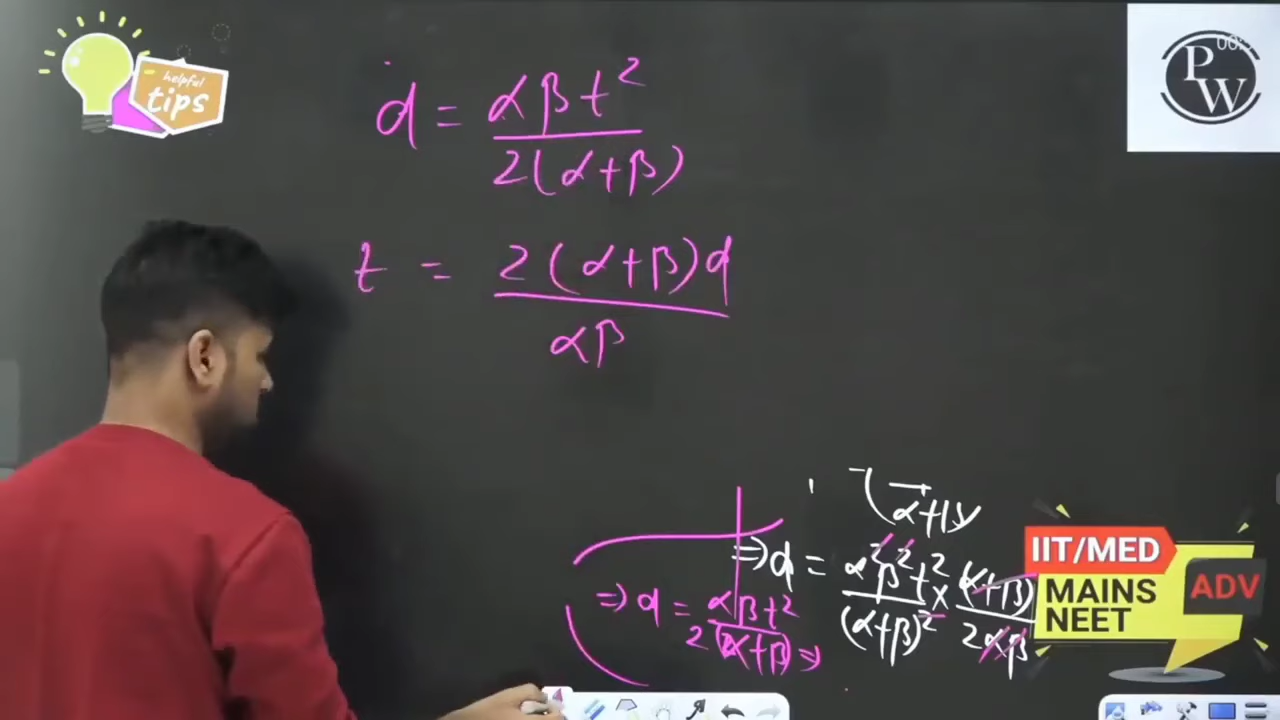 helpful
tips
PW
d = αβt²/2(α+β)
t = 2(α+β)d/αβ
α+β
⇒ d = α²β²t²/(α+β)² × (α+β)/2αβ
⇒ d = αβt²/2(α+β) ⇒
IIT/MED
MAINS
NEET
ADV